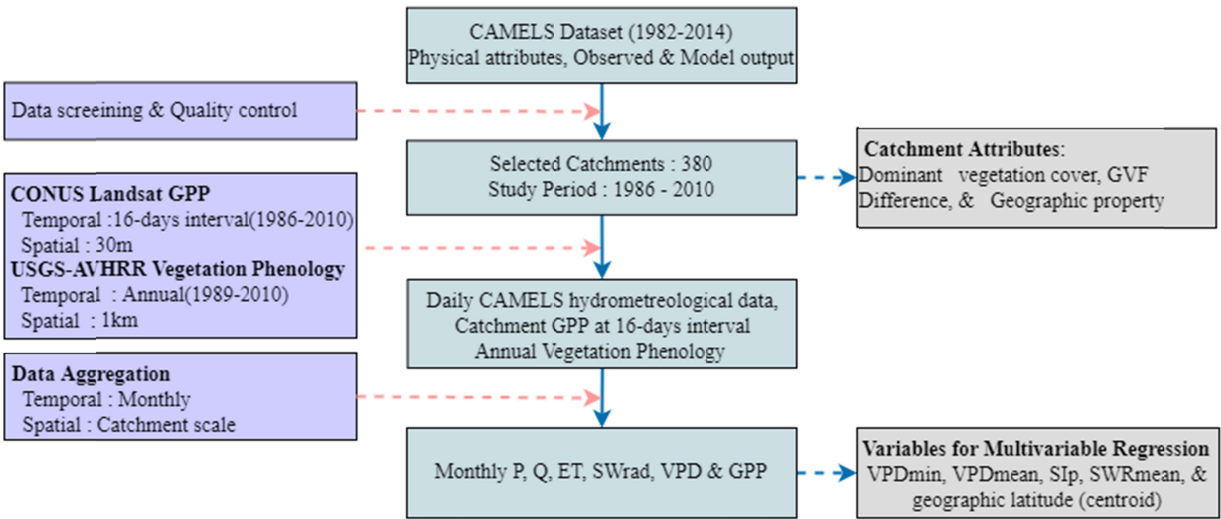 CAMELS Dataset (1982-2014)
Physical attributes, Observed & Model output
Data screeining & Quality control
Selected Catchments : 380
Study Period : 1986 - 2010
Catchment Attributes:
Dominant vegetation cover, GVF
Difference, & Geographic property
CONUS Landsat GPP
Temporal :16-days interval(1986-2010)
Spatial : 30m
USGS-AVHRR Vegetation Phenology
Temporal : Annual(1989-2010)
Spatial : 1km
Daily CAMELS hydrometreological data,
Catchment GPP at 16-days interval
Annual Vegetation Phenology
Data Aggregation
Temporal : Monthly
Spatial : Catchment scale
Monthly P, Q, ET, SWrad, VPD & GPP
Variables for Multivariable Regression
VPDmin, VPDmean, SIp, SWRmean, &
geographic latitude (centroid)